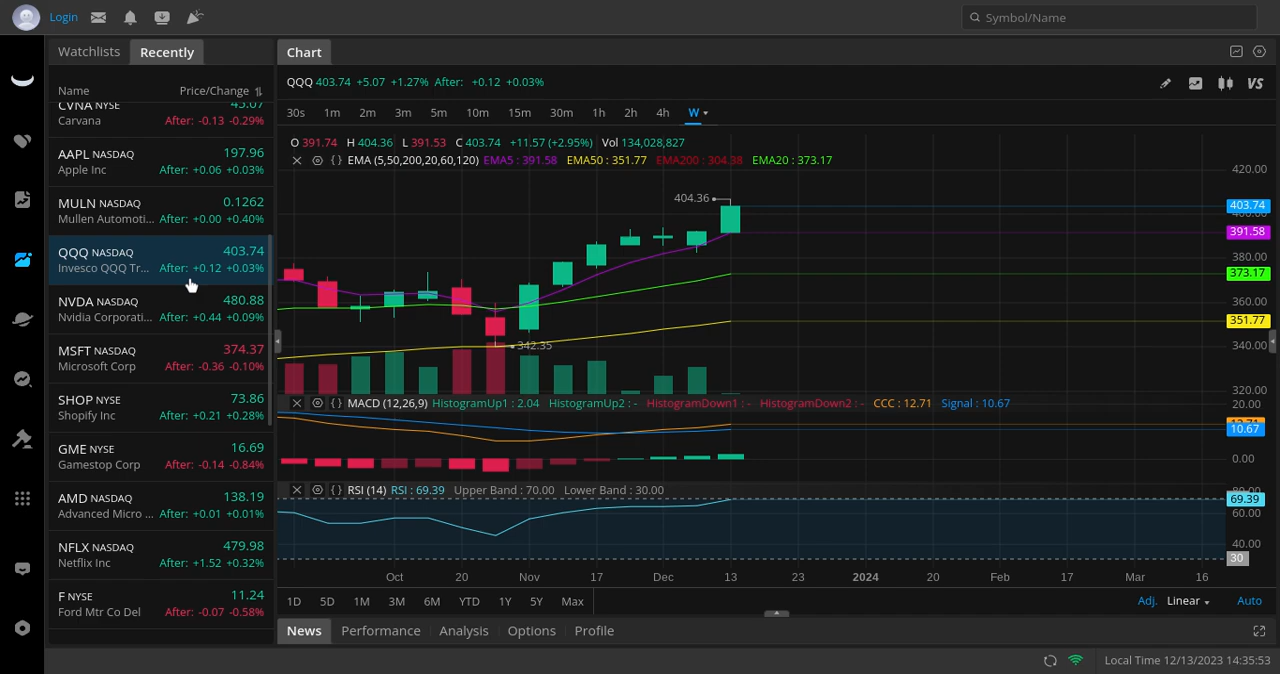 Login
Symbol/Name
Watchlists Recently
Chart
Name Price/Change
QQQ 403.74 +5.07 +1.27% After: +0.12 +0.03%
VS
CVNA NYSE 45.07
Carvana After: -0.13 -0.29%
30s 1m 2m 3m 5m 10m 15m 30m 1h 2h 4h W
O 391.74 H 404.36 L 391.53 C 403.74 +11.57 (+2.95%) Vol 134,028,827
EMA (5,50,200,20,60,120) EMA5 : 391.58 EMA50 : 351.77 EMA200 : 304.38 EMA20 : 373.17
AAPL NASDAQ 197.96
Apple Inc After: +0.06 +0.03%
MULN NASDAQ 0.1262
Mullen Automoti... After: +0.00 +0.40%
QQQ NASDAQ 403.74
Invesco QQQ Tr... After: +0.12 +0.03%
NVDA NASDAQ 480.88
Nvidia Corporati... After: +0.44 +0.09%
MSFT NASDAQ 374.37
Microsoft Corp After: -0.36 -0.10%
SHOP NYSE 73.86
Shopify Inc After: +0.21 +0.28%
GME NYSE 16.69
Gamestop Corp After: -0.14 -0.84%
AMD NASDAQ 138.19
Advanced Micro ... After: +0.01 +0.01%
NFLX NASDAQ 479.98
Netflix Inc After: +1.52 +0.32%
F NYSE 11.24
Ford Mtr Co Del After: -0.07 -0.58%
420.00
404.36
403.74
400.00
391.58
380.00
373.17
360.00
351.77
340.00
342.35
320.00
MACD (12,26,9) HistogramUp1 : 2.04 HistogramUp2 : - HistogramDown1 : - HistogramDown2 : - CCC : 12.71 Signal : 10.67
20.00
10.67
0.00
RSI (14) RSI : 69.39 Upper Band : 70.00 Lower Band : 30.00
69.39
60.00
40.00
30
Oct 20 Nov 17 Dec 13 23 2024 20 Feb 17 Mar 16
1D 5D 1M 3M 6M YTD 1Y 5Y Max
Adj. Linear Auto
News Performance Analysis Options Profile
Local Time 12/13/2023 14:35:53